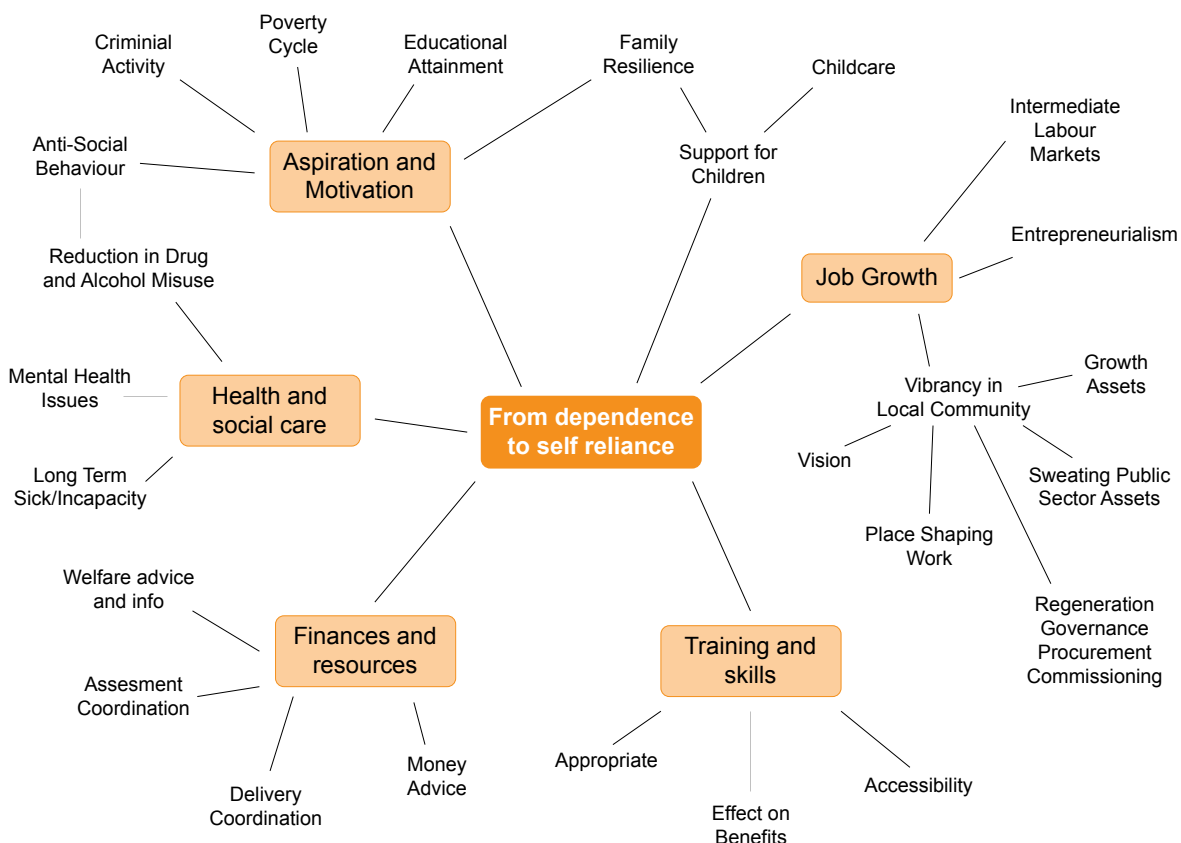 Criminial
Activity
Poverty
Cycle
Educational
Attainment
Family
Resilience
Childcare
Intermediate
Labour
Markets
Anti-Social
Behaviour
Aspiration and
Motivation
Support for
Children
Reduction in Drug
and Alcohol Misuse
Entrepreneurialism
Job Growth
Mental Health
Issues
Health and
social care
From dependence
to self reliance
Vibrancy in
Local Community
Growth
Assets
Vision
Sweating Public
Sector Assets
Long Term
Sick/Incapacity
Place Shaping
Work
Welfare advice
and info
Finances and
resources
Training and
skills
Regeneration
Governance
Procurement
Commissioning
Assesment
Coordination
Delivery
Coordination
Money
Advice
Appropriate
Effect on
Benefits
Accessibility